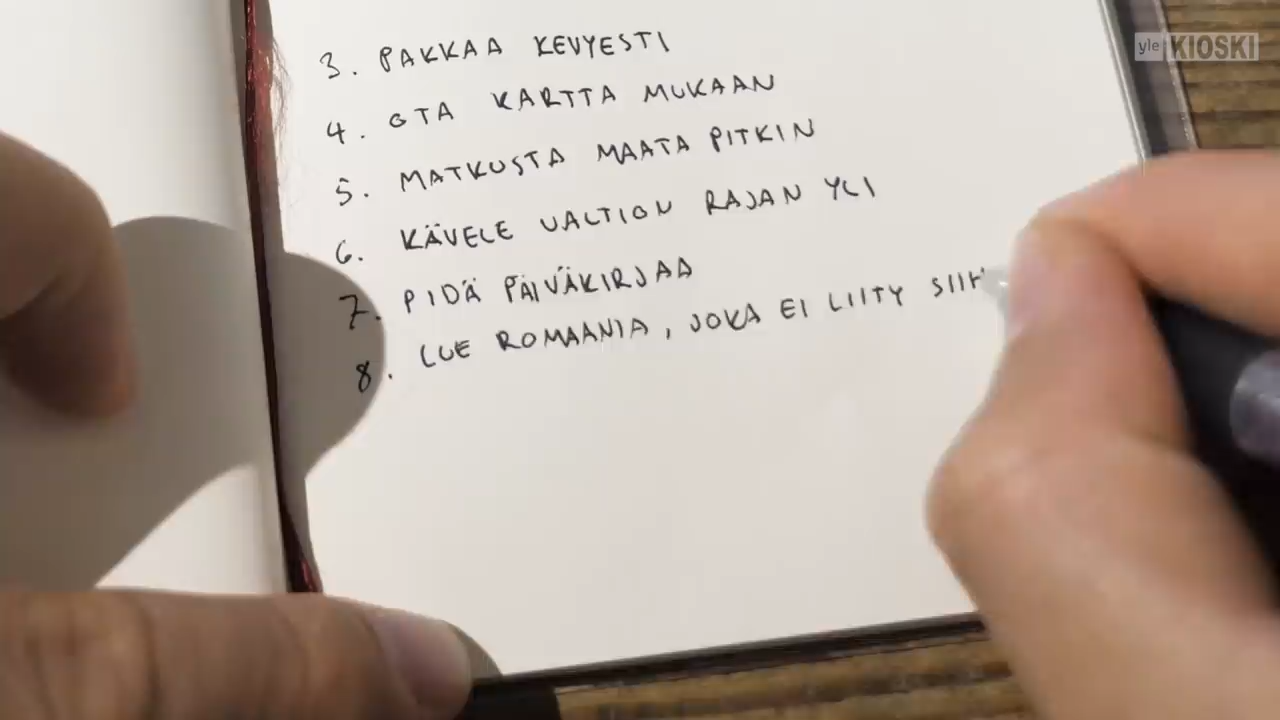 yle KIOSKI
3. PAKKAA KEVYESTI
4. OTA KARTTA MUKAAN
5. MATKUSTA MAATA PITKIN
6. KÄVELE VALTION RAJAN YLI
7. PIDÄ PÄIVÄKIRJAA
8. LUE ROMAANIA, JOKA EI LIITY